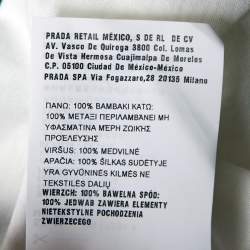 PRADA RETAIL MÉXICO, S DE RL DE CV
AV. Vasco De Quiroga 3800 Col. Lomas
De Vista Hermosa Cuajimalpa De Morelos
C.P. 05100 Ciudad De México-México
PRADA SPA Via Fogazzaro,28 20135 Milano
ΠΑΝΩ: 100% ΒΑΜΒΑΚΙ ΚΑΤΩ:
100% ΜΕΤΑΞΙ ΠΕΡΙΛΑΜΒΑΝΕΙ ΜΗ
ΥΦΑΣΜΑΤΙΝΑ ΜΕΡΗ ΖΩΙΚΗΣ
ΠΡΟΕΛΕΥΣΗΣ
VIRŠUS: 100% MEDVILNĖ
APAČIA: 100% ŠILKAS SUDĖTYJE
YRA GYVŪNINĖS KILMĖS NE
TEKSTILĖS DALIŲ
WIERZCH: 100% BAWEŁNA SPÓD:
100% JEDWAB ZAWIERA ELEMENTY
NIETEKSTYLNE POCHODZENIA
ZWIERZĘCEGO